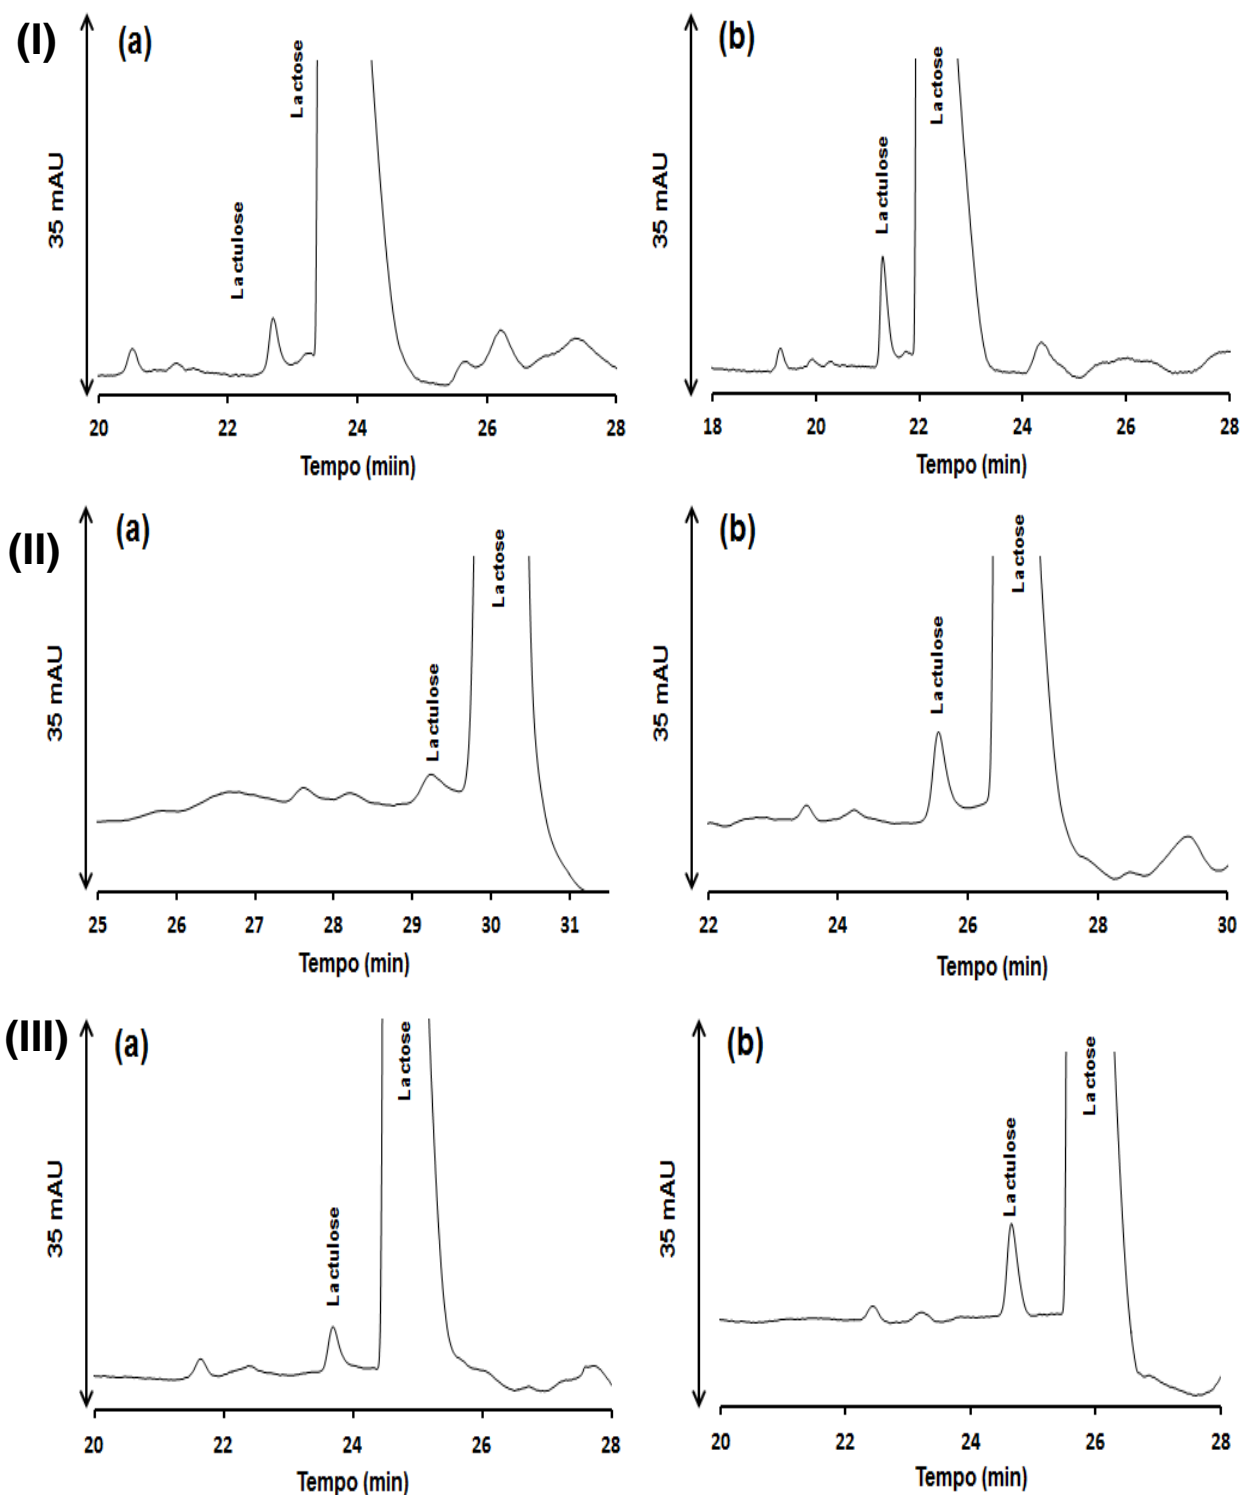 (I)
(a)
Lactose
Lactulose
35 mAU
20 22 24 26 28
Tempo (miin)
(b)
Lactose
Lactulose
35 mAU
18 20 22 24 26 28
Tempo (min)
(II)
(a)
Lactose
Lactulose
35 mAU
25 26 27 28 29 30 31
Tempo (min)
(b)
Lactose
Lactulose
35 mAU
22 24 26 28 30
Tempo (min)
(III)
(a)
Lactose
Lactulose
35 mAU
20 22 24 26 28
Tempo (min)
(b)
Lactose
Lactulose
35 mAU
20 22 24 26 28
Tempo (min)